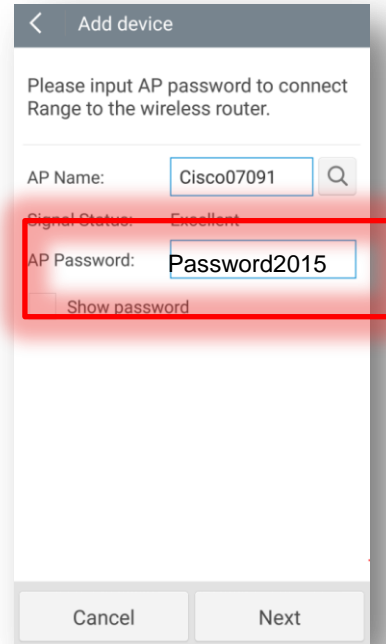 Add device
Please input AP password to connect
Range to the wireless router.
AP Name: Cisco07091
Signal Status: Excellent
AP Password: Password2015
Show password
Cancel Next